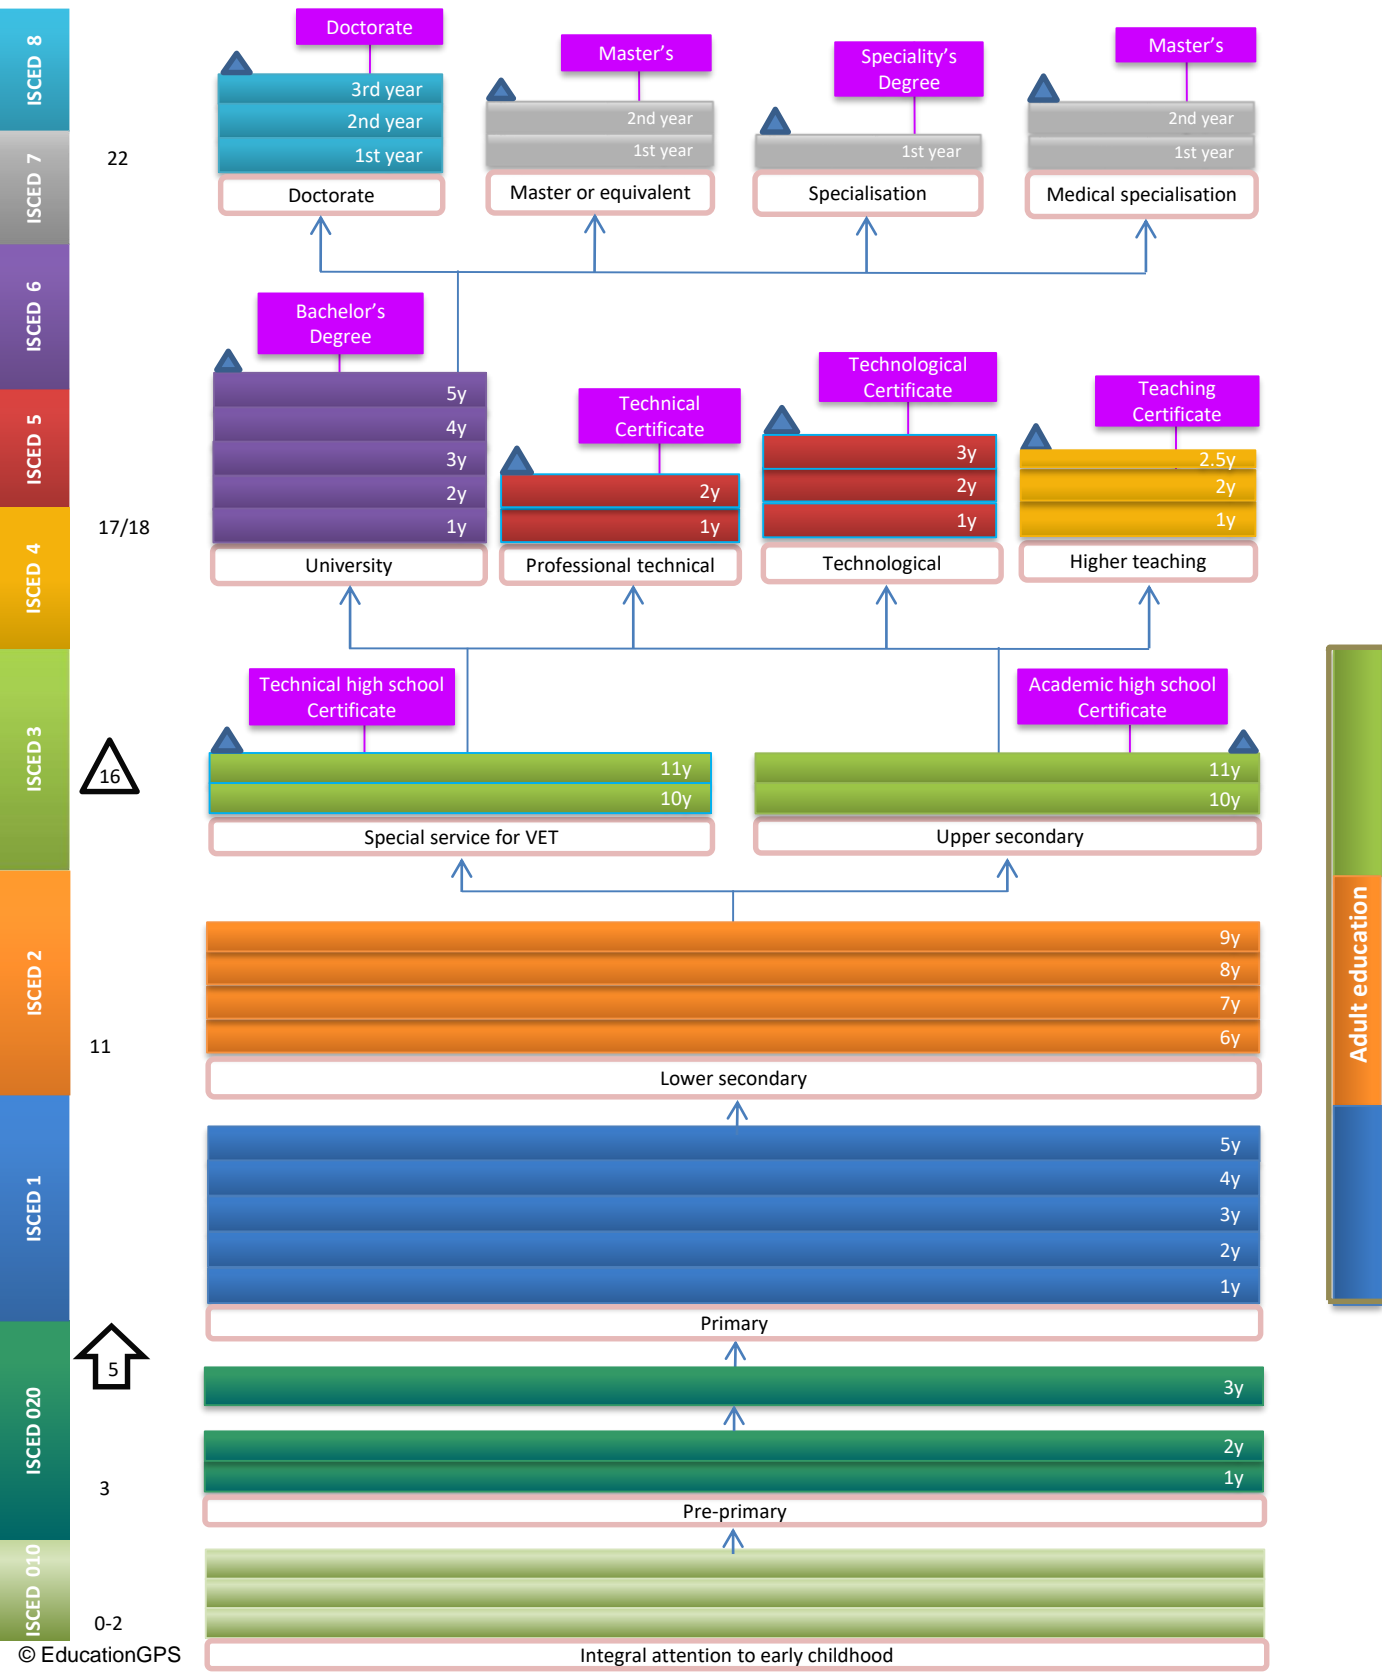 Doctorate
Master's
Speciality's
Degree
Master's
ISCED 8
3rd year
2nd year
1st year
2nd year
1st year
1st year
2nd year
1st year
22
ISCED 7
Doctorate
Master or equivalent
Specialisation
Medical specialisation
ISCED 6
Bachelor's
Degree
Technical
Certificate
Technological
Certificate
Teaching
Certificate
ISCED 5
5y
4y
3y
2y
1y
2y
1y
3y
2y
1y
2.5y
2y
1y
17/18
ISCED 4
University
Professional technical
Technological
Higher teaching
Technical high school
Certificate
Academic high school
Certificate
ISCED 3
16
11y
10y
11y
10y
Special service for VET
Upper secondary
ISCED 2
9y
8y
7y
6y
11
Lower secondary
Adult education
ISCED 1
5y
4y
3y
2y
1y
Primary
5
ISCED 020
3y
2y
1y
3
Pre-primary
ISCED 010
0-2
© EducationGPS
Integral attention to early childhood